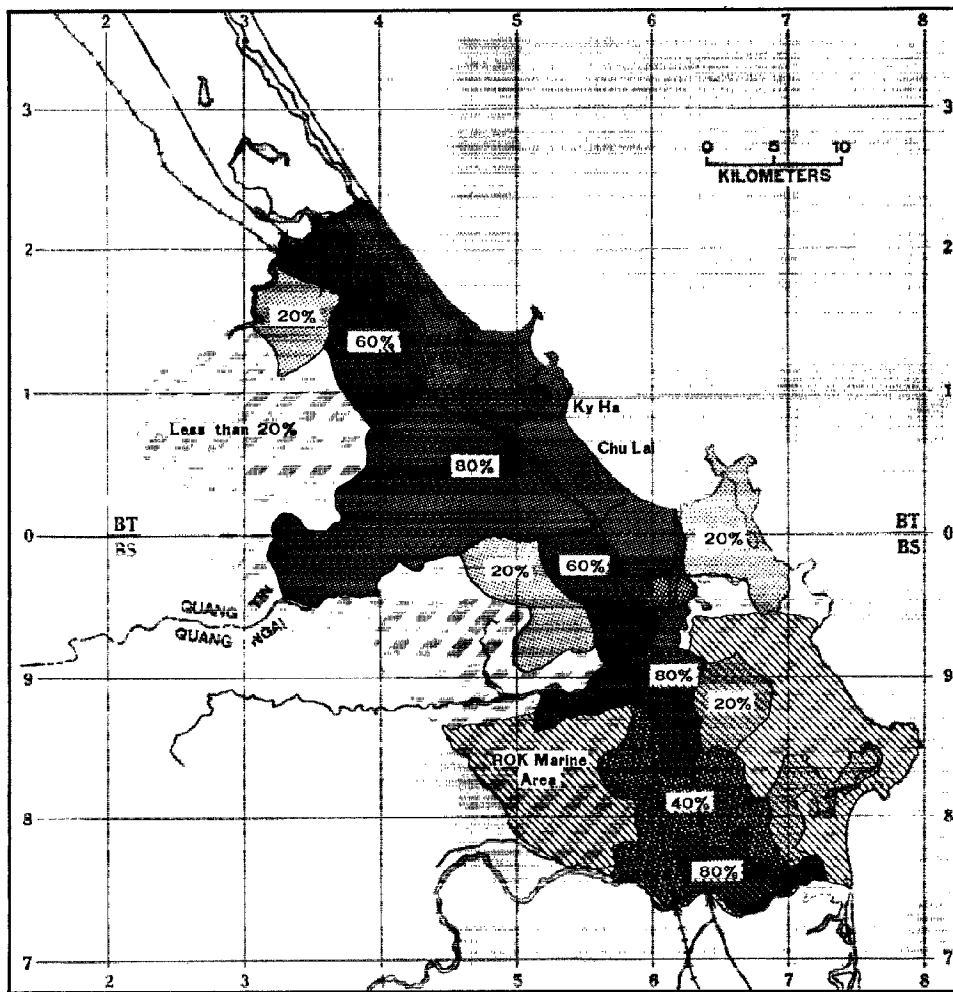 2 3 4 5 6 7 8
3 3
0 5 10
KILOMETERS
2 2
20%
60%
1 1
Ky Ha
Less than 20%
Chu Lai
80%
BT BT
0 0
BS BS
20%
20% 60%
QUANG TIN
QUANG NGAI
80%
9 9
20%
ROK Marine
Area
40%
8 8
80%
7 7
2 3 4 5 6 7 8